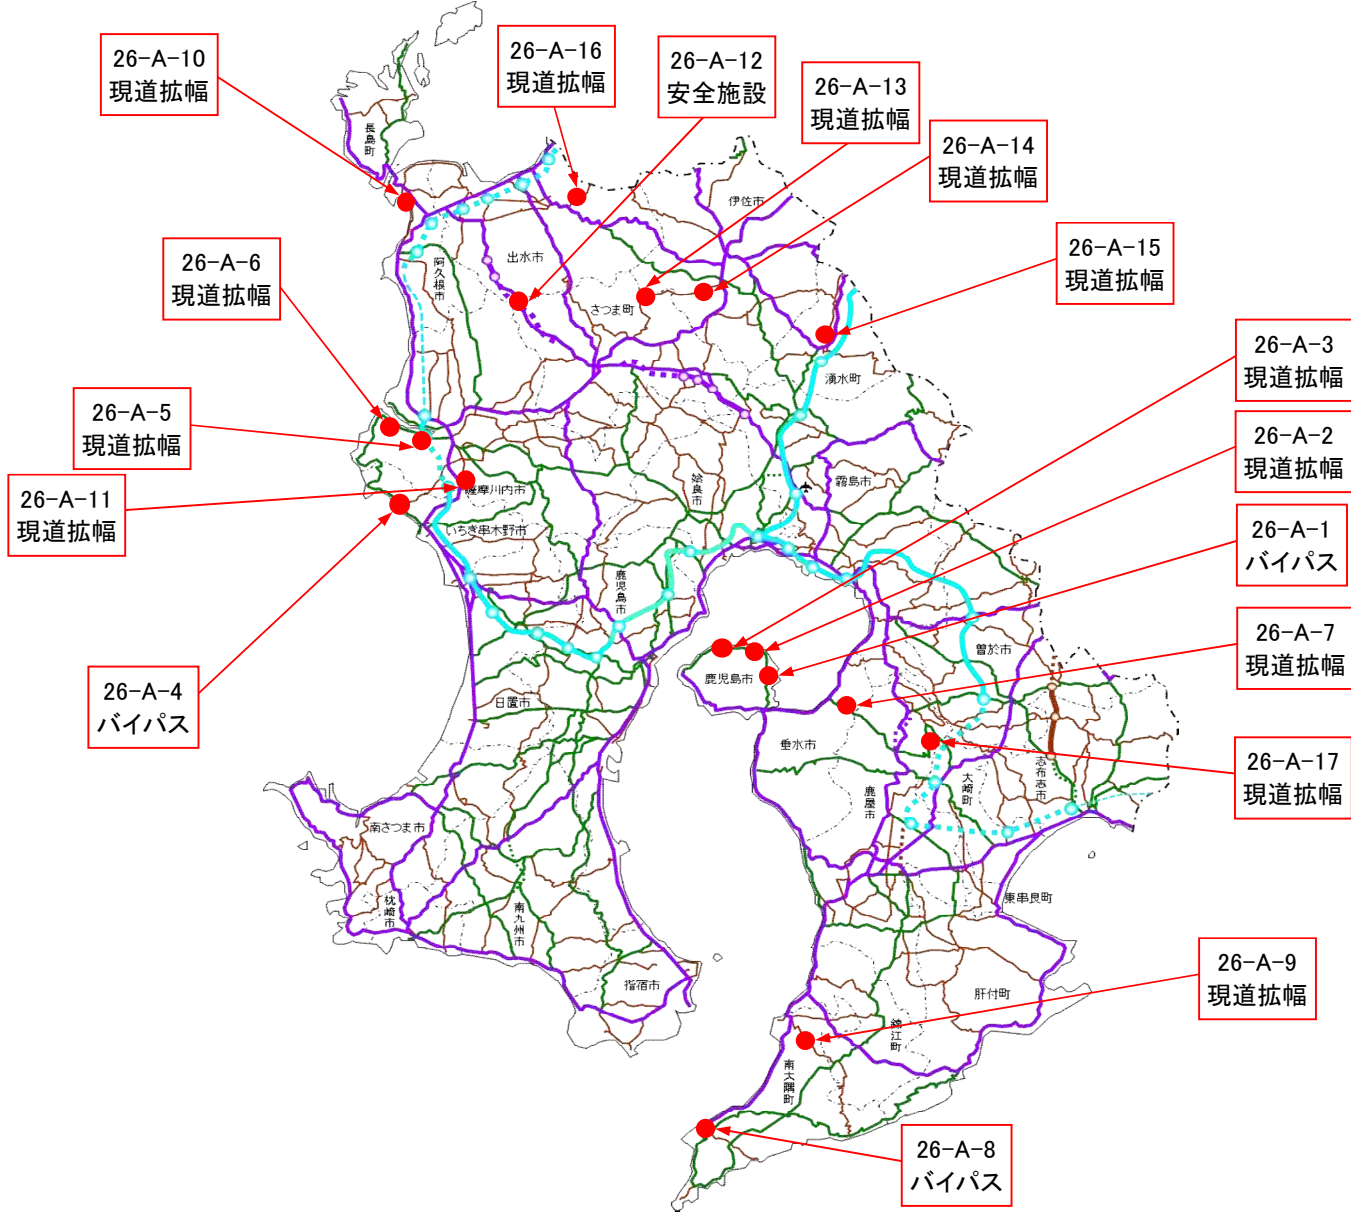 26-A-10
現道拡幅
26-A-16
現道拡幅
26-A-12
安全施設
26-A-13
現道拡幅
26-A-14
現道拡幅
26-A-15
現道拡幅
26-A-6
現道拡幅
26-A-5
現道拡幅
26-A-11
現道拡幅
26-A-4
バイパス
26-A-3
現道拡幅
26-A-2
現道拡幅
26-A-1
バイパス
26-A-7
現道拡幅
26-A-17
現道拡幅
26-A-9
現道拡幅
26-A-8
バイパス
長島町
出水市
阿久根市
伊佐市
さつま町
湧水町
薩摩川内市
いちき串木野市
姶良市
霧島市
鹿児島市
鹿児島市
日置市
曽於市
垂水市
鹿屋市
大崎町
志布志市
南さつま市
枕崎市
南九州市
指宿市
東串良町
肝付町
錦江町
南大隅町